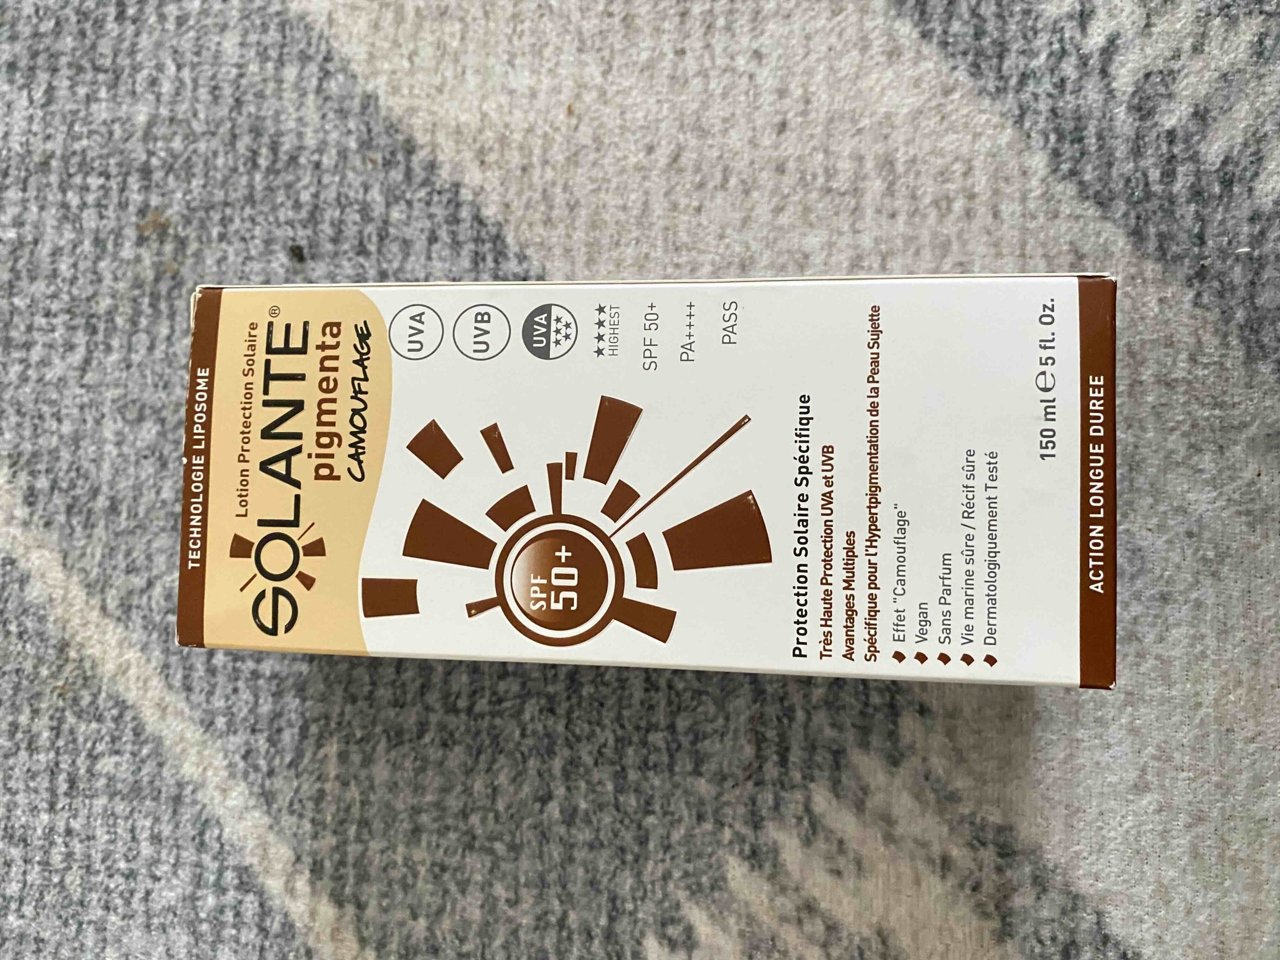 TECHNOLOGIE LIPOSOME
Lotion Protection Solaire
SOLANTE®
pigmenta
CAMOUFLAGE
UVA
UVB
UVA
HIGHEST
SPF 50+
PA++++
PASS
SPF
50+
Protection Solaire Spécifique
Très Haute Protection UVA et UVB
Avantages Multiples
Spécifique pour l'Hypertpigmentation de la Peau Sujette
Effet "Camouflage"
Vegan
Sans Parfum
Vie marine sûre / Récif sûre
Dermatologiquement Testé
150 ml ℮ 5 fl. Oz.
ACTION LONGUE DUREE